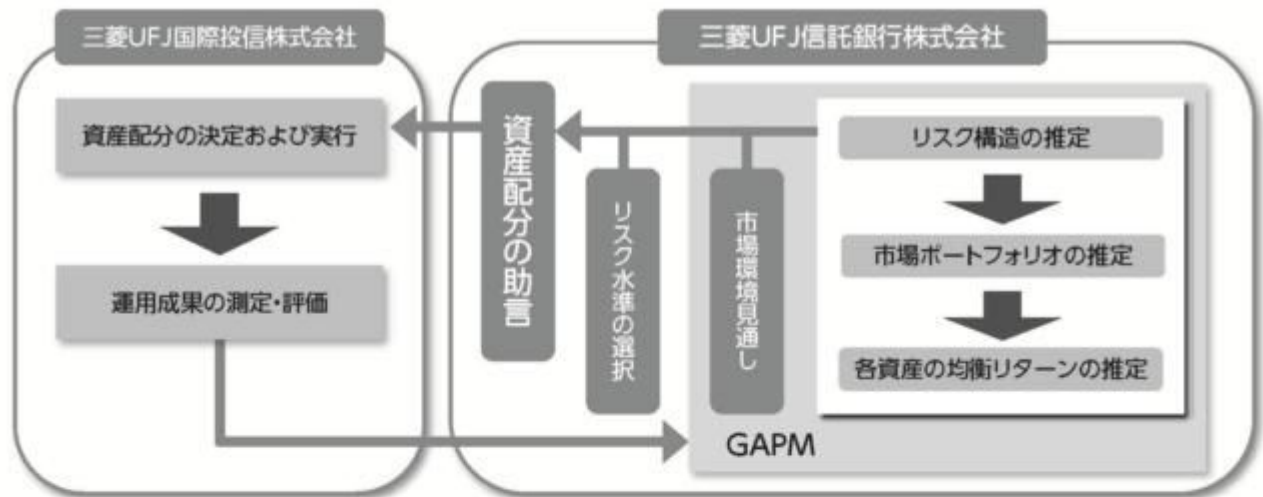 三菱UFJ国際投信株式会社
資産配分の決定および実行
運用成果の測定・評価
三菱UFJ信託銀行株式会社
資産配分の助言
リスク水準の選択
市場環境見通し
リスク構造の推定
市場ポートフォリオの推定
各資産の均衡リターンの推定
GAPM